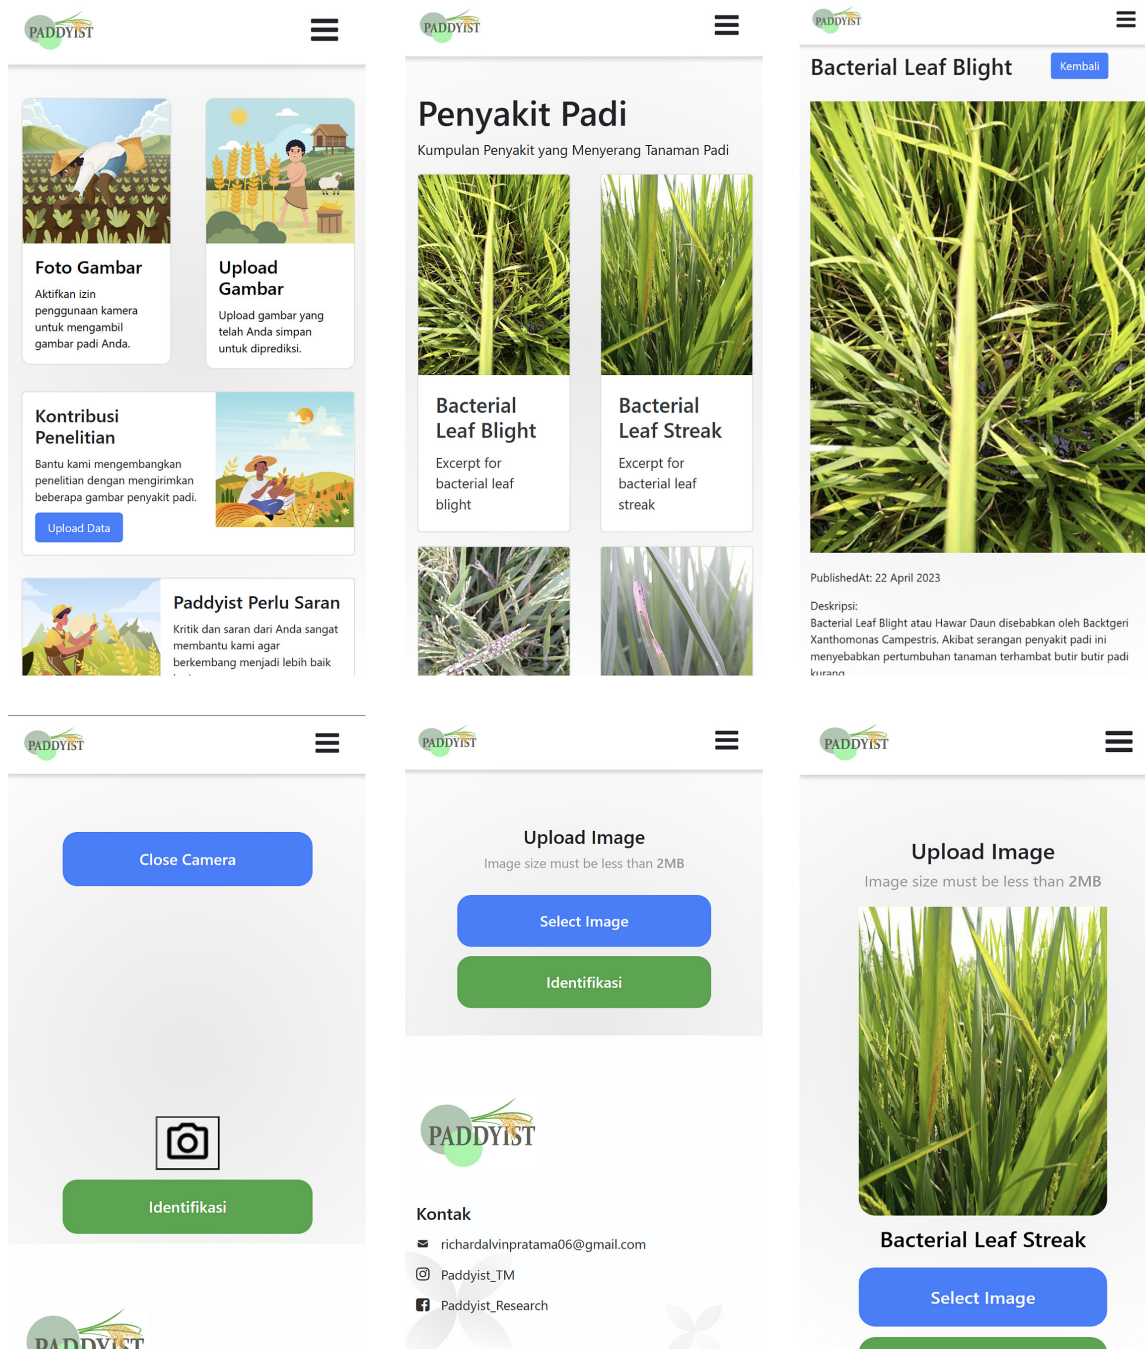 PADDYIST
Foto Gambar
Aktifkan izin
penggunaan kamera
untuk mengambil
gambar padi Anda.
Upload
Gambar
Upload gambar yang
telah Anda simpan
untuk diprediksi.
Kontribusi
Penelitian
Bantu kami mengembangkan
penelitian dengan mengirimkan
beberapa gambar penyakit padi.
Upload Data
Paddyist Perlu Saran
Kritik dan saran dari Anda sangat
membantu kami agar
berkembang menjadi lebih baik
PADDYIST
Penyakit Padi
Kumpulan Penyakit yang Menyerang Tanaman Padi
Bacterial
Leaf Blight
Excerpt for
bacterial leaf
blight
Bacterial
Leaf Streak
Excerpt for
bacterial leaf
streak
PADDYIST
Bacterial Leaf Blight
Kembali
PublishedAt: 22 April 2023
Deskripsi:
Bacterial Leaf Blight atau Hawar Daun disebabkan oleh Backtgeri
Xanthomonas Campestris. Akibat serangan penyakit padi ini
menyebabkan pertumbuhan tanaman terhambat butir butir padi
kurang
PADDYIST
Close Camera
Identifikasi
PADDYIST
PADDYIST
Upload Image
Image size must be less than 2MB
Select Image
Identifikasi
PADDYIST
Kontak
richardalvinpratama06@gmail.com
Paddyist_TM
Paddyist_Research
PADDYIST
Upload Image
Image size must be less than 2MB
Bacterial Leaf Streak
Select Image